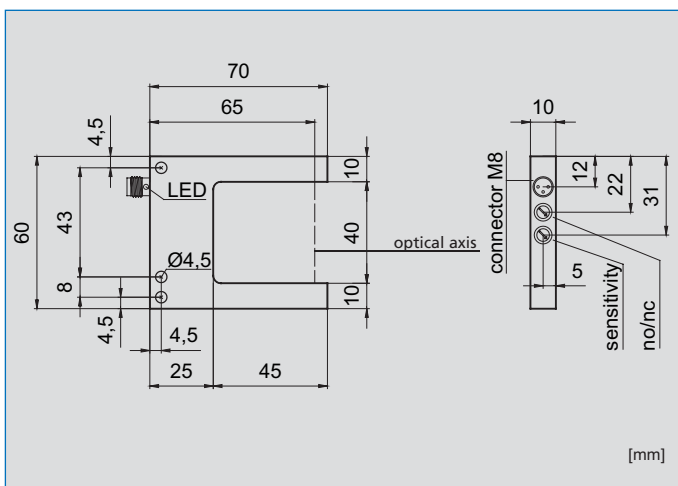 70
65
10
4,5
10
12
22
31
LED
connector M8
60
43
40
optical axis
Ø4,5
8
5
10
4,5
4,5
sensitivity
no/nc
25
45
[mm]